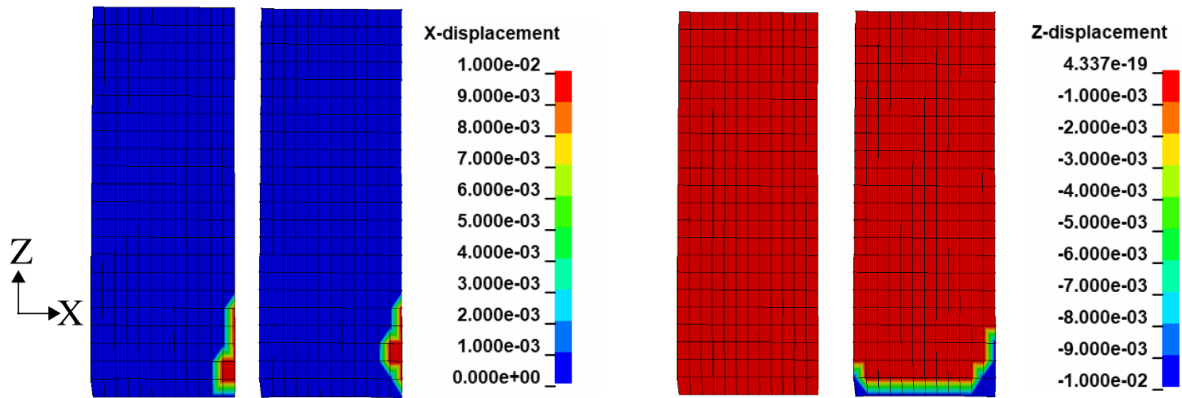 X-displacement
1.000e-02
9.000e-03
8.000e-03
7.000e-03
6.000e-03
5.000e-03
4.000e-03
3.000e-03
2.000e-03
1.000e-03
0.000e+00
Z
X
Z-displacement
4.337e-19
-1.000e-03
-2.000e-03
-3.000e-03
-4.000e-03
-5.000e-03
-6.000e-03
-7.000e-03
-8.000e-03
-9.000e-03
-1.000e-02